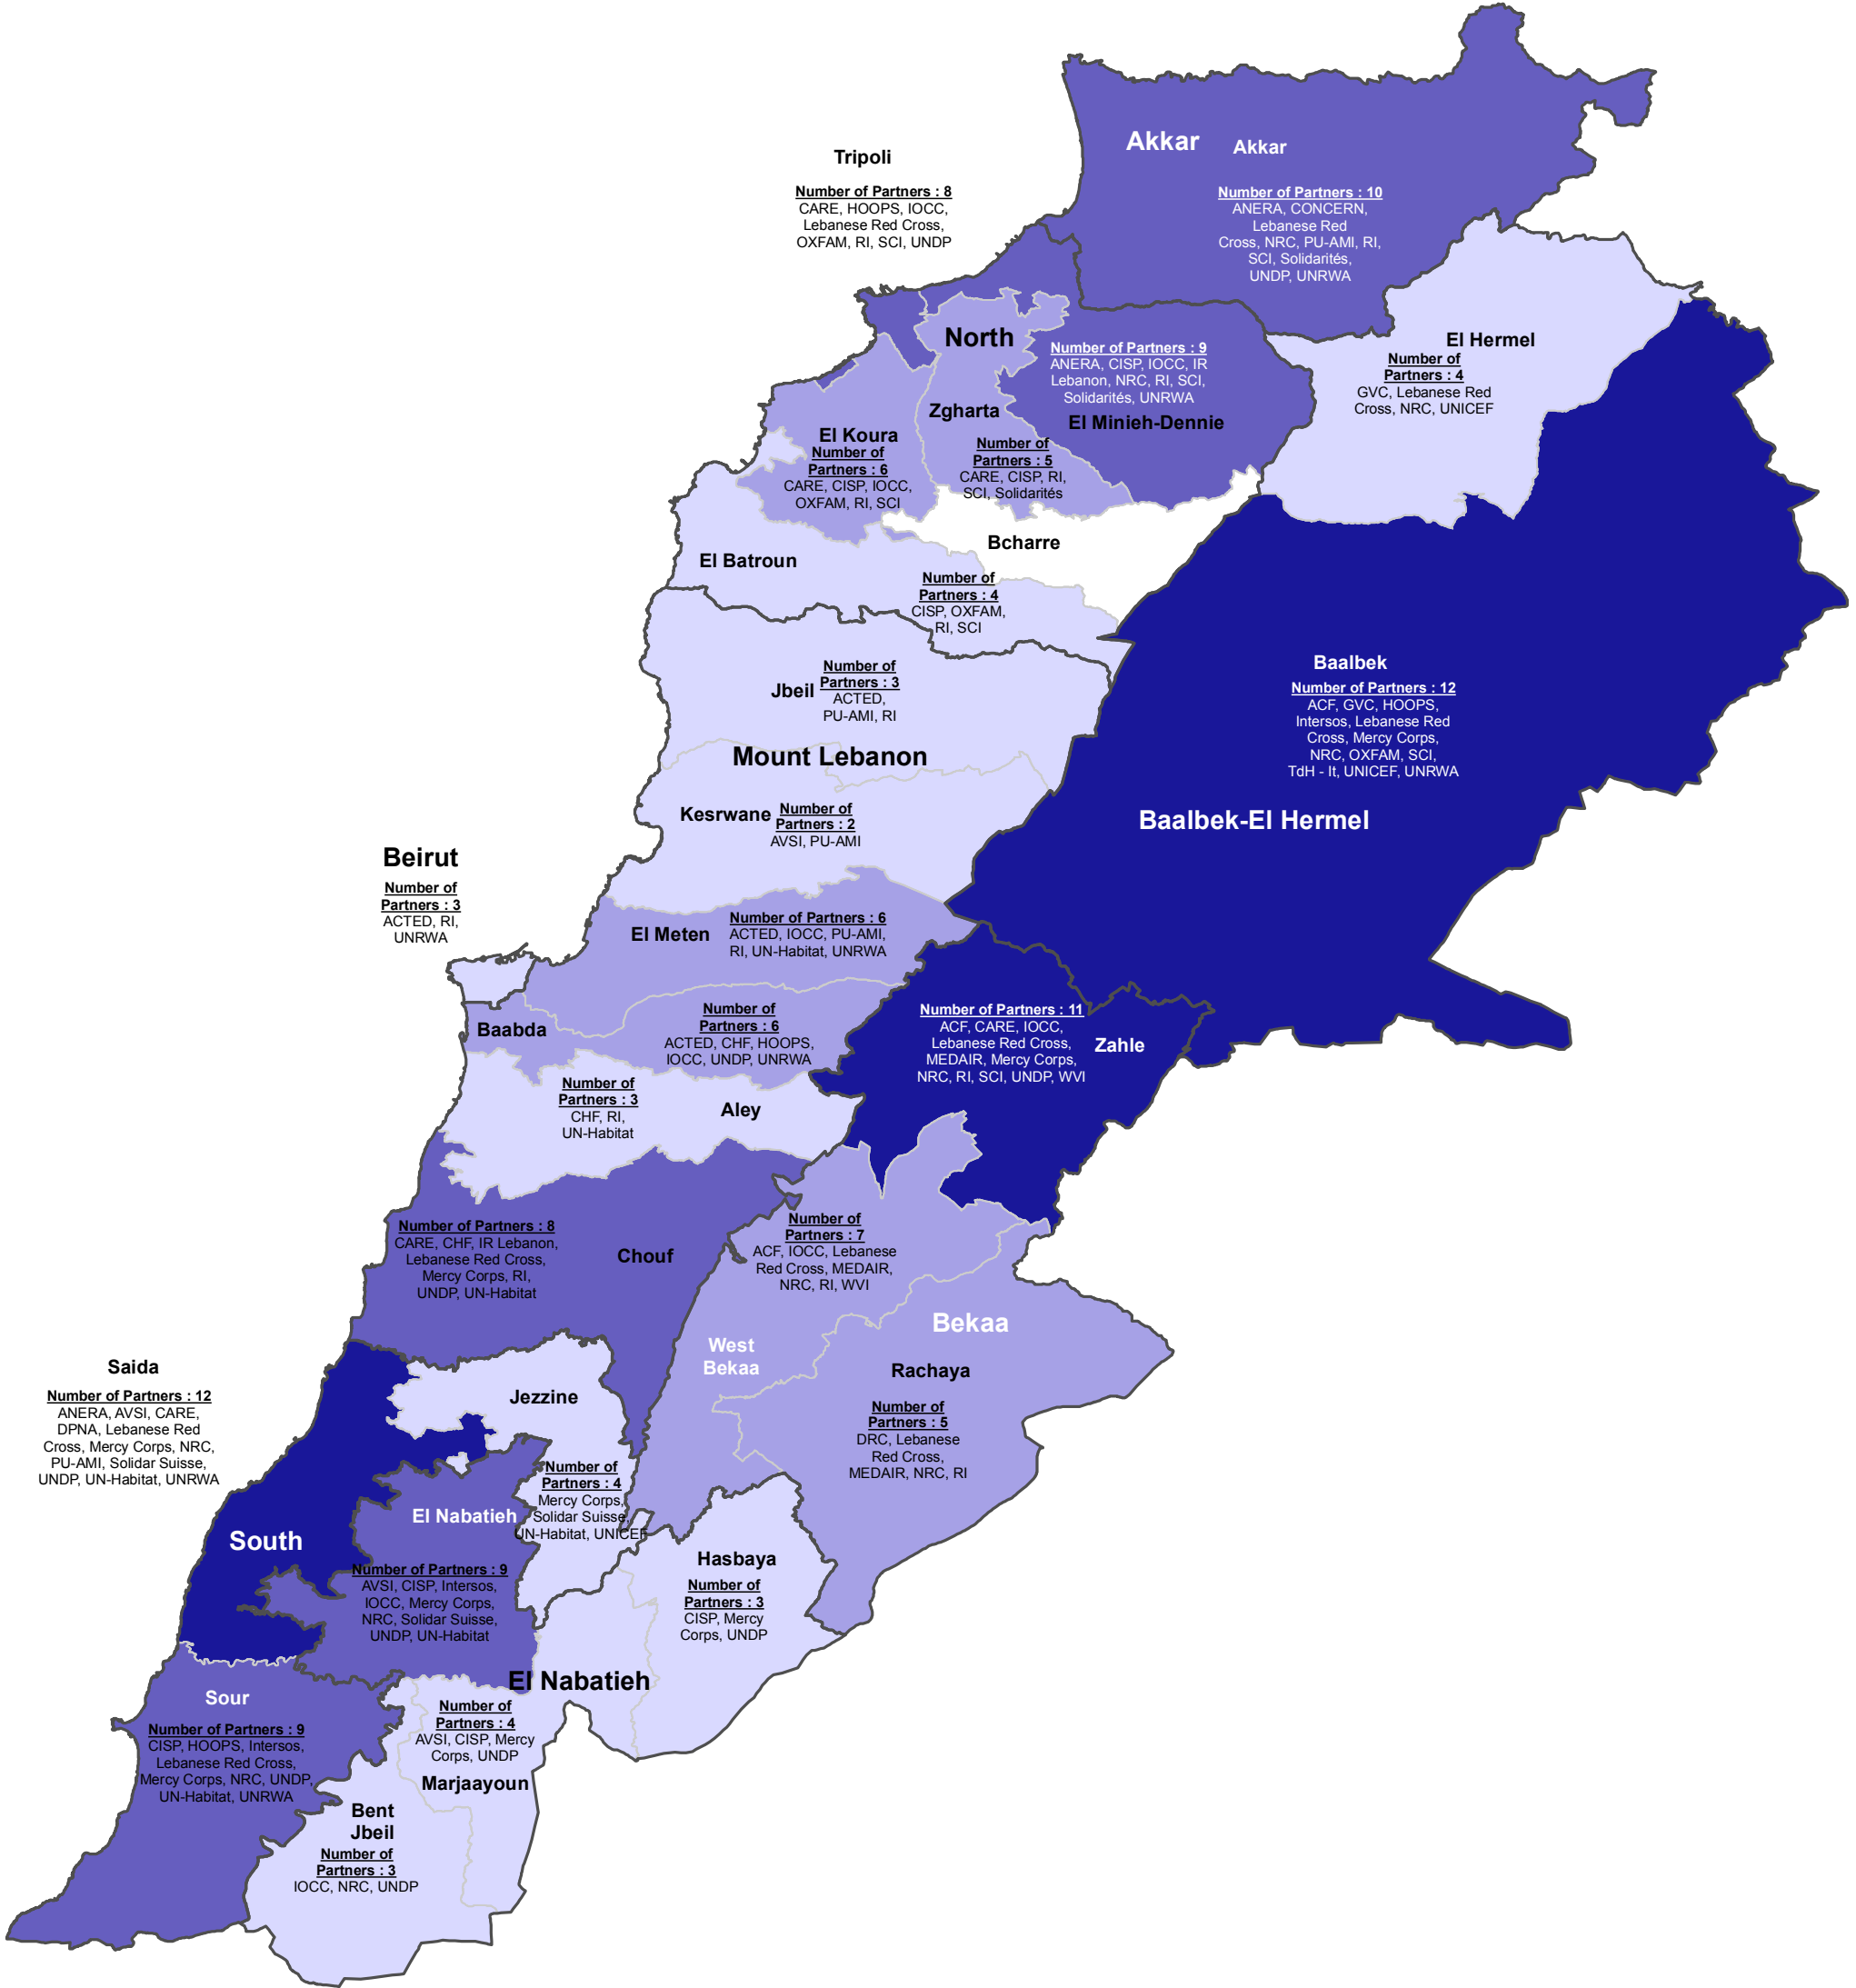 Akkar
Akkar
Number of Partners : 10
ANERA, CONCERN,
Lebanese Red
Cross, NRC, PU-AMI, RI,
SCI, Solidarités,
UNDP, UNRWA
Tripoli
Number of Partners : 8
CARE, HOOPS, IOCC,
Lebanese Red Cross,
OXFAM, RI, SCI, UNDP
El Hermel
Number of
Partners : 4
GVC, Lebanese Red
Cross, NRC, UNICEF
North
Number of Partners : 9
ANERA, CISP, IOCC, IR
Lebanon, NRC, RI, SCI,
Solidarités, UNRWA
El Minieh-Dennie
Zgharta
Number of
Partners : 5
CARE, CISP, RI,
SCI, Solidarités
El Koura
Number of
Partners : 6
CARE, CISP, IOCC,
OXFAM, RI, SCI
Bcharre
El Batroun
Number of
Partners : 4
CISP, OXFAM,
RI, SCI
Jbeil
Number of
Partners : 3
ACTED,
PU-AMI, RI
Baalbek
Number of Partners : 12
ACF, GVC, HOOPS,
Intersos, Lebanese Red
Cross, Mercy Corps,
NRC, OXFAM, SCI,
TdH - It, UNICEF, UNRWA
Mount Lebanon
Baalbek-El Hermel
Kesrwane
Number of
Partners : 2
AVSI, PU-AMI
Beirut
Number of
Partners : 3
ACTED, RI,
UNRWA
El Meten
Number of Partners : 6
ACTED, IOCC, PU-AMI,
RI, UN-Habitat, UNRWA
Baabda
Number of
Partners : 6
ACTED, CHF, HOOPS,
IOCC, UNDP, UNRWA
Number of Partners : 11
ACF, CARE, IOCC,
Lebanese Red Cross,
MEDAIR, Mercy Corps,
NRC, RI, SCI, UNDP, WVI
Zahle
Number of
Partners : 3
CHF, RI,
UN-Habitat
Aley
Number of Partners : 8
CARE, CHF, IR Lebanon,
Lebanese Red Cross,
Mercy Corps, RI,
UNDP, UN-Habitat
Chouf
Number of
Partners : 7
ACF, IOCC, Lebanese
Red Cross, MEDAIR,
NRC, RI, WVI
West
Bekaa
Bekaa
Rachaya
Number of
Partners : 5
DRC, Lebanese
Red Cross,
MEDAIR, NRC, RI
Saida
Number of Partners : 12
ANERA, AVSI, CARE,
DPNA, Lebanese Red
Cross, Mercy Corps, NRC,
PU-AMI, Solidar Suisse,
UNDP, UN-Habitat, UNRWA
Jezzine
Number of
Partners : 4
Mercy Corps,
Solidar Suisse,
UN-Habitat, UNICEF
El Nabatieh
South
Number of Partners : 9
AVSI, CISP, Intersos,
IOCC, Mercy Corps,
NRC, Solidar Suisse,
UNDP, UN-Habitat
Hasbaya
Number of
Partners : 3
CISP, Mercy
Corps, UNDP
El Nabatieh
Sour
Number of Partners : 9
CISP, HOOPS, Intersos,
Lebanese Red Cross,
Mercy Corps, NRC, UNDP,
UN-Habitat, UNRWA
Number of
Partners : 4
AVSI, CISP, Mercy
Corps, UNDP
Marjaayoun
Bent
Jbeil
Number of
Partners : 3
IOCC, NRC, UNDP